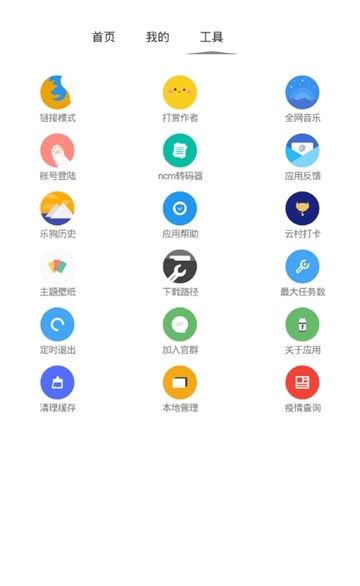 首页 我的 工具
链接模式 打赏作者 全网音乐
账号登陆 ncm转码器 应用反馈
乐狗历史 应用帮助 云村打卡
主题壁纸 下载路径 最大任务数
定时退出 加入官群 关于应用
清理缓存 本地管理 疫情查询